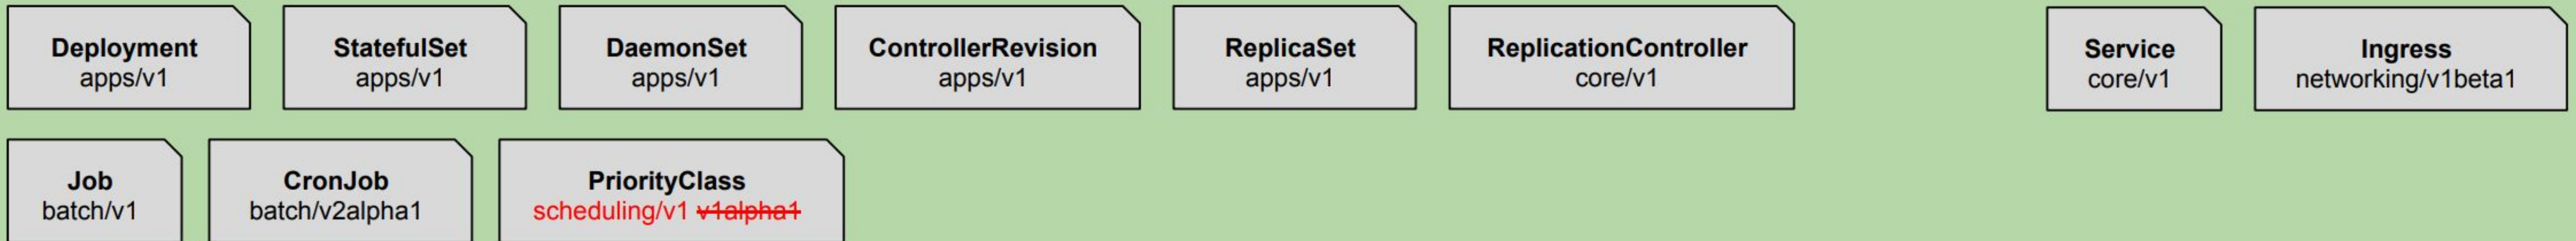 Deployment
apps/v1
StatefulSet
apps/v1
DaemonSet
apps/v1
ControllerRevision
apps/v1
ReplicaSet
apps/v1
ReplicationController
core/v1
Service
core/v1
Ingress
networking/v1beta1
Job
batch/v1
CronJob
batch/v2alpha1
PriorityClass
scheduling/v1 v1alpha1